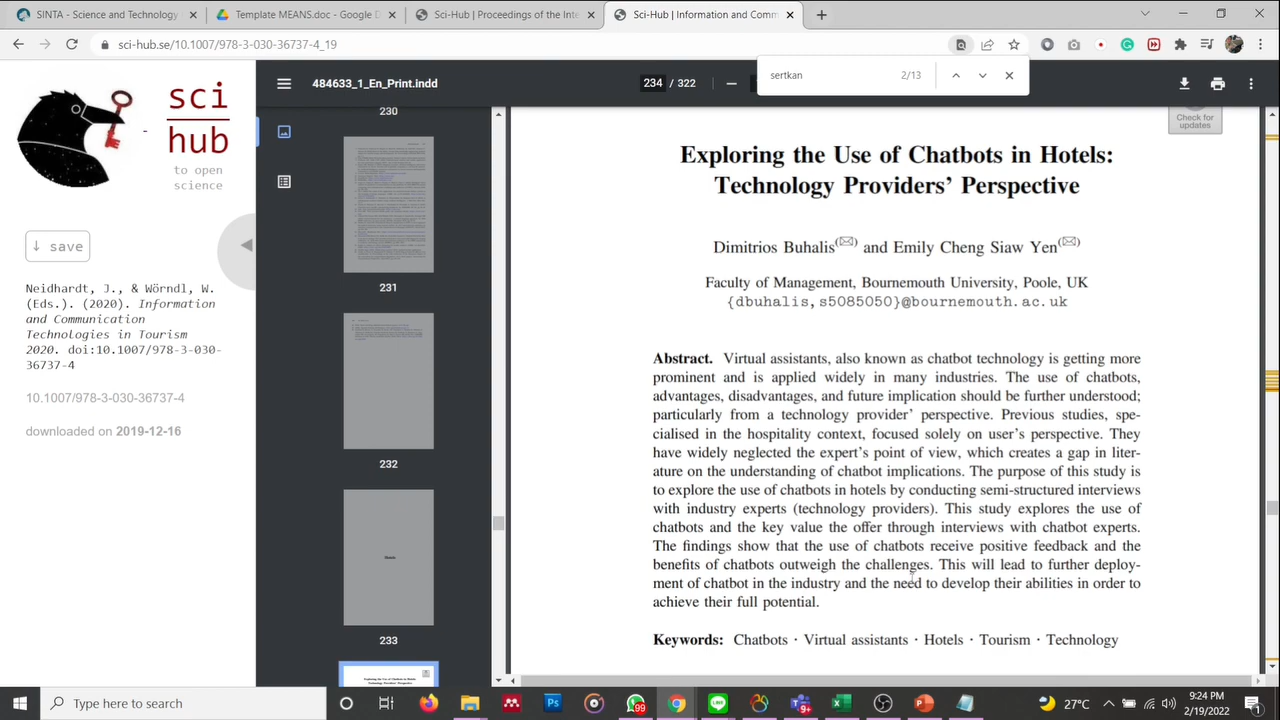 SINTA - Science and Technology
Template MEANS.doc - Google D
Sci-Hub | Proceedings of the Inte
Sci-Hub | Information and Comm
sci-hub.se/10.1007/978-3-030-36737-4_19
sertkan
2/13
sci
hub
to open
science
↓ save
Neidhardt, J., & Wörndl, W.
(Eds.). (2020). Information
and Communication
Technologies in Tourism
2020. doi:10.1007/978-3-030-
36737-4
10.1007/978-3-030-36737-4
downloaded on 2019-12-16
484633_1_En_Print.indd
234 / 322
230
231
232
233
Check for
updates
Exploring the Use of Chatbots in Hotels:
Technology Providers' Perspective
Dimitrios Buhalis(✉) and Emily Cheng Siaw Yen(✉)
Faculty of Management, Bournemouth University, Poole, UK
{dbuhalis,s5085050}@bournemouth.ac.uk
Abstract. Virtual assistants, also known as chatbot technology is getting more
prominent and is applied widely in many industries. The use of chatbots,
advantages, disadvantages, and future implication should be further understood;
particularly from a technology provider' perspective. Previous studies, spe-
cialised in the hospitality context, focused solely on user's perspective. They
have widely neglected the expert's point of view, which creates a gap in liter-
ature on the understanding of chatbot implications. The purpose of this study is
to explore the use of chatbots in hotels by conducting semi-structured interviews
with industry experts (technology providers). This study explores the use of
chatbots and the key value the offer through interviews with chatbot experts.
The findings show that the use of chatbots receive positive feedback and the
benefits of chatbots outweigh the challenges. This will lead to further deploy-
ment of chatbot in the industry and the need to develop their abilities in order to
achieve their full potential.
Keywords: Chatbots · Virtual assistants · Hotels · Tourism · Technology
Type here to search
99
9+
27°C
9:24 PM
2/19/2022